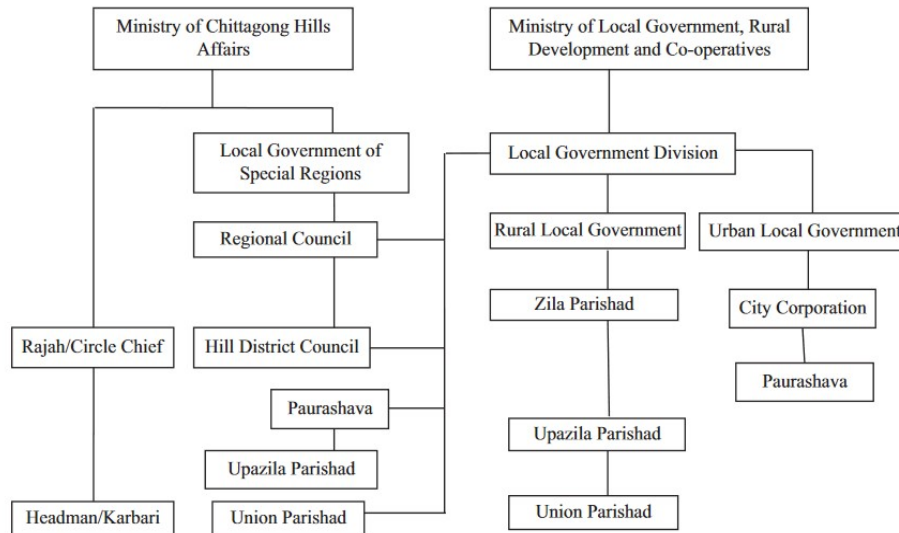 Ministry of Chittagong Hills
Affairs
Ministry of Local Government, Rural
Development and Co-operatives
Local Government of
Special Regions
Local Government Division
Regional Council
Rural Local Government
Urban Local Government
Zila Parishad
City Corporation
Rajah/Circle Chief
Hill District Council
Paurashava
Paurashava
Upazila Parishad
Upazila Parishad
Headman/Karbari
Union Parishad
Union Parishad